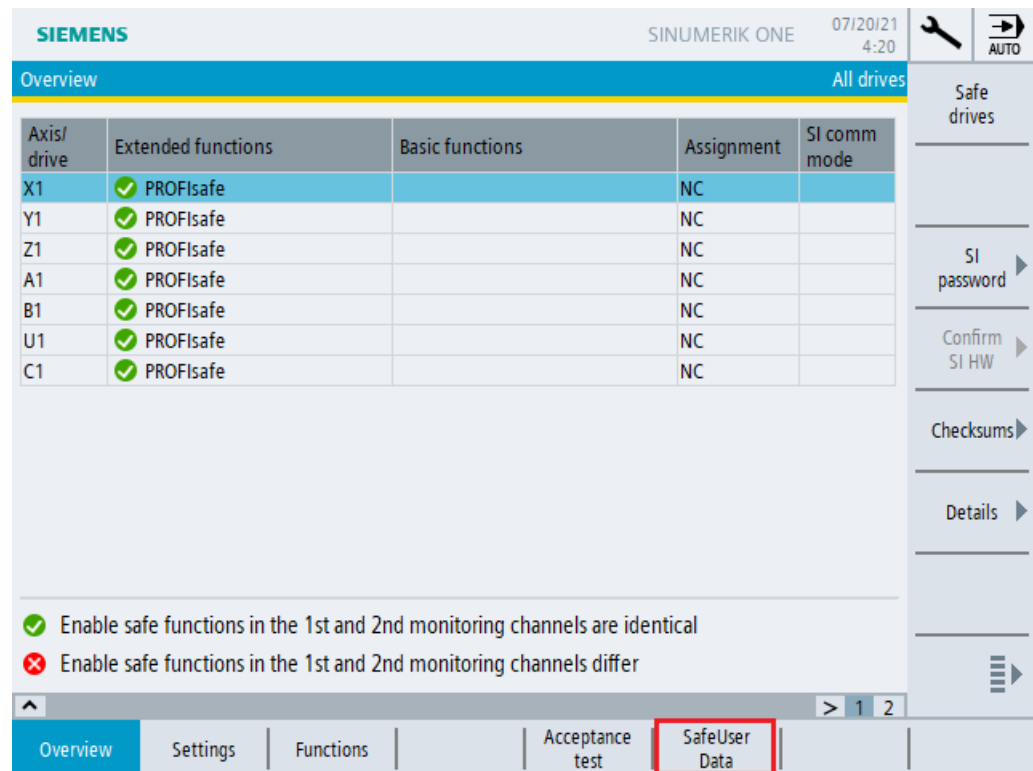 SIEMENS
SINUMERIK ONE
07/20/21
4:20
AUTO
Overview
All drives
Axis/
drive
Extended functions
Basic functions
Assignment
SI comm
mode
X1 PROFIsafe NC
Y1 PROFIsafe NC
Z1 PROFIsafe NC
A1 PROFIsafe NC
B1 PROFIsafe NC
U1 PROFIsafe NC
C1 PROFIsafe NC
Enable safe functions in the 1st and 2nd monitoring channels are identical
Enable safe functions in the 1st and 2nd monitoring channels differ
> 1 2
Safe
drives
SI
password
Confirm
SI HW
Checksums
Details
Overview
Settings
Functions
Acceptance
test
SafeUser
Data